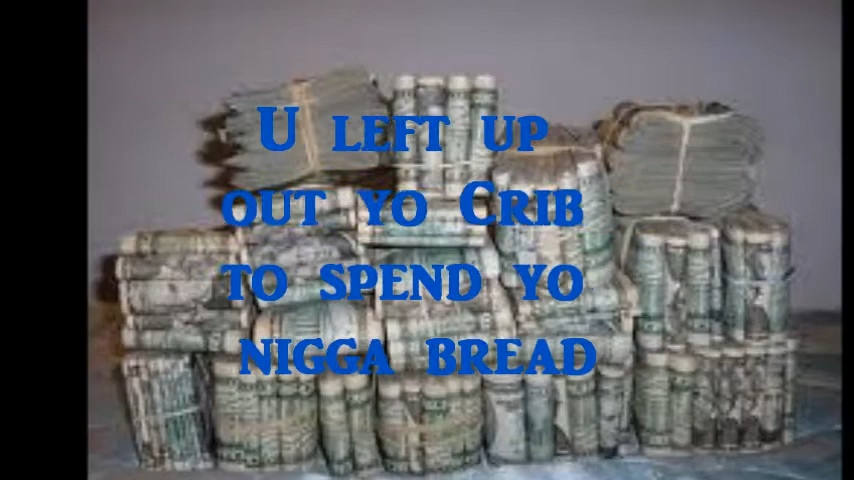 U left up
out yo Crib
to spend yo
nigga bread